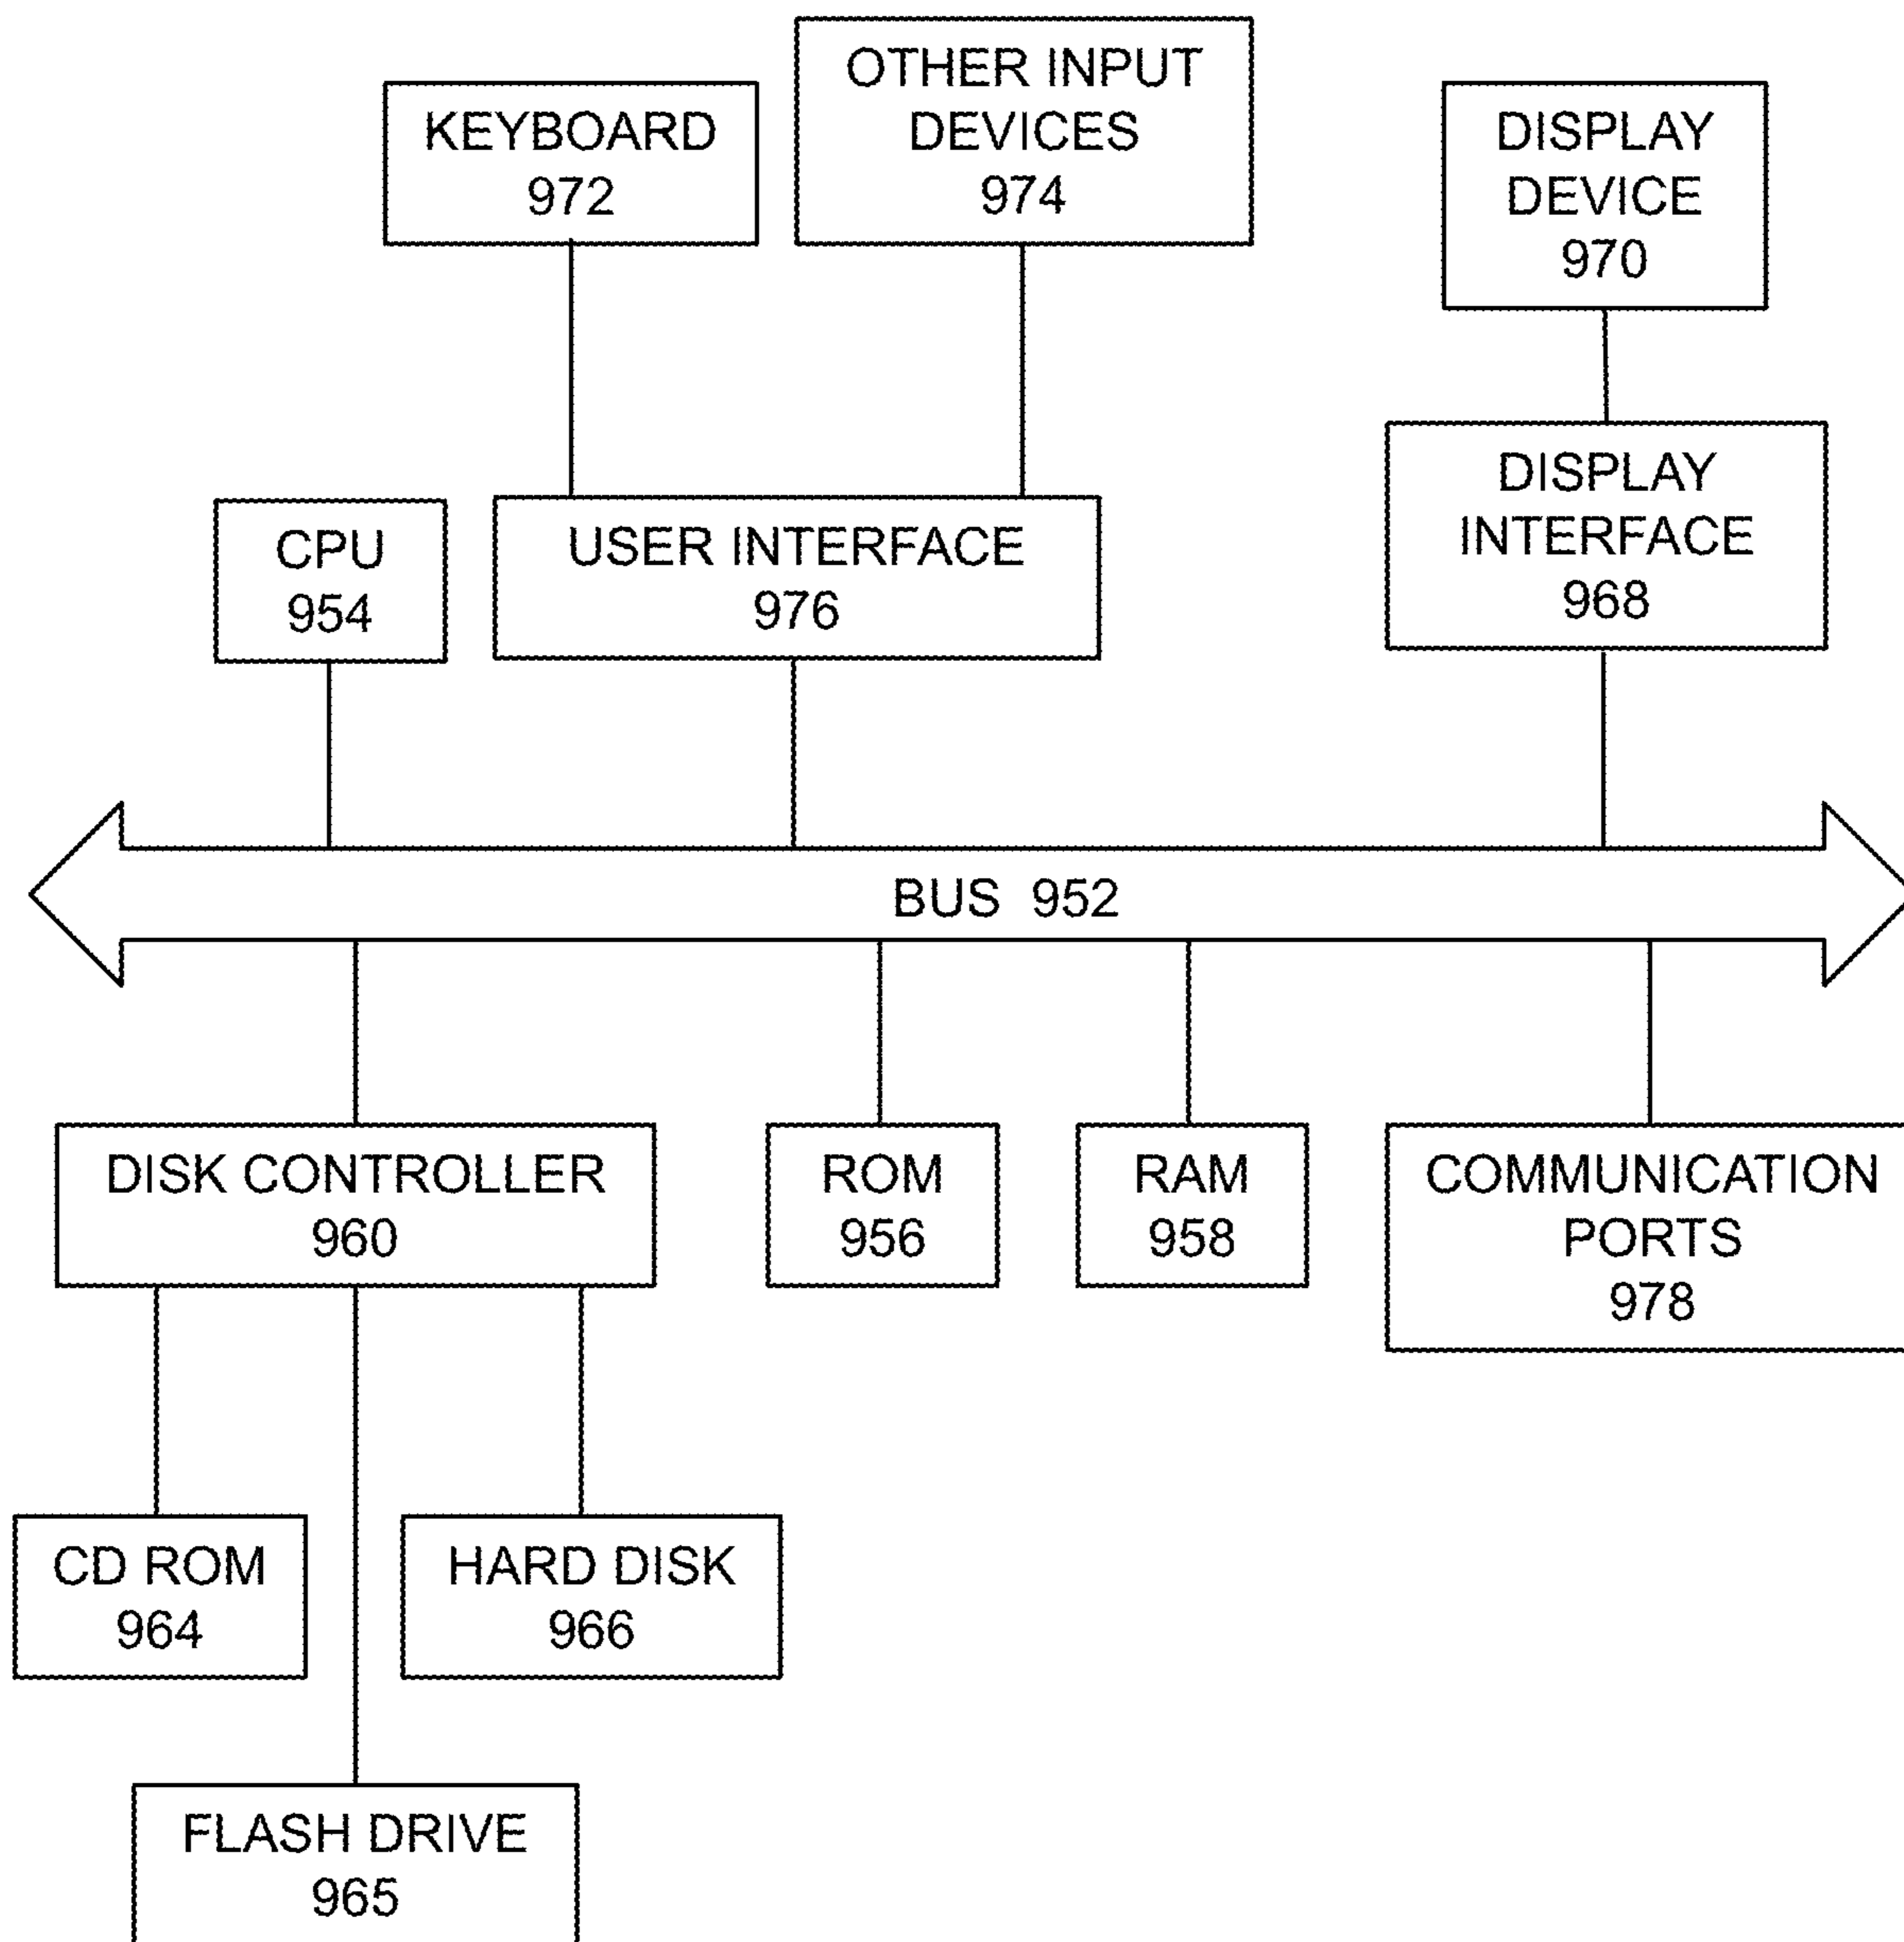 OTHER INPUT
DEVICES
974
KEYBOARD
972
DISPLAY
DEVICE
970
DISPLAY
INTERFACE
968
CPU
954
USER INTERFACE
976
BUS 952
DISK CONTROLLER
960
ROM
956
RAM
958
COMMUNICATION
PORTS
978
CD ROM
964
HARD DISK
966
FLASH DRIVE
965